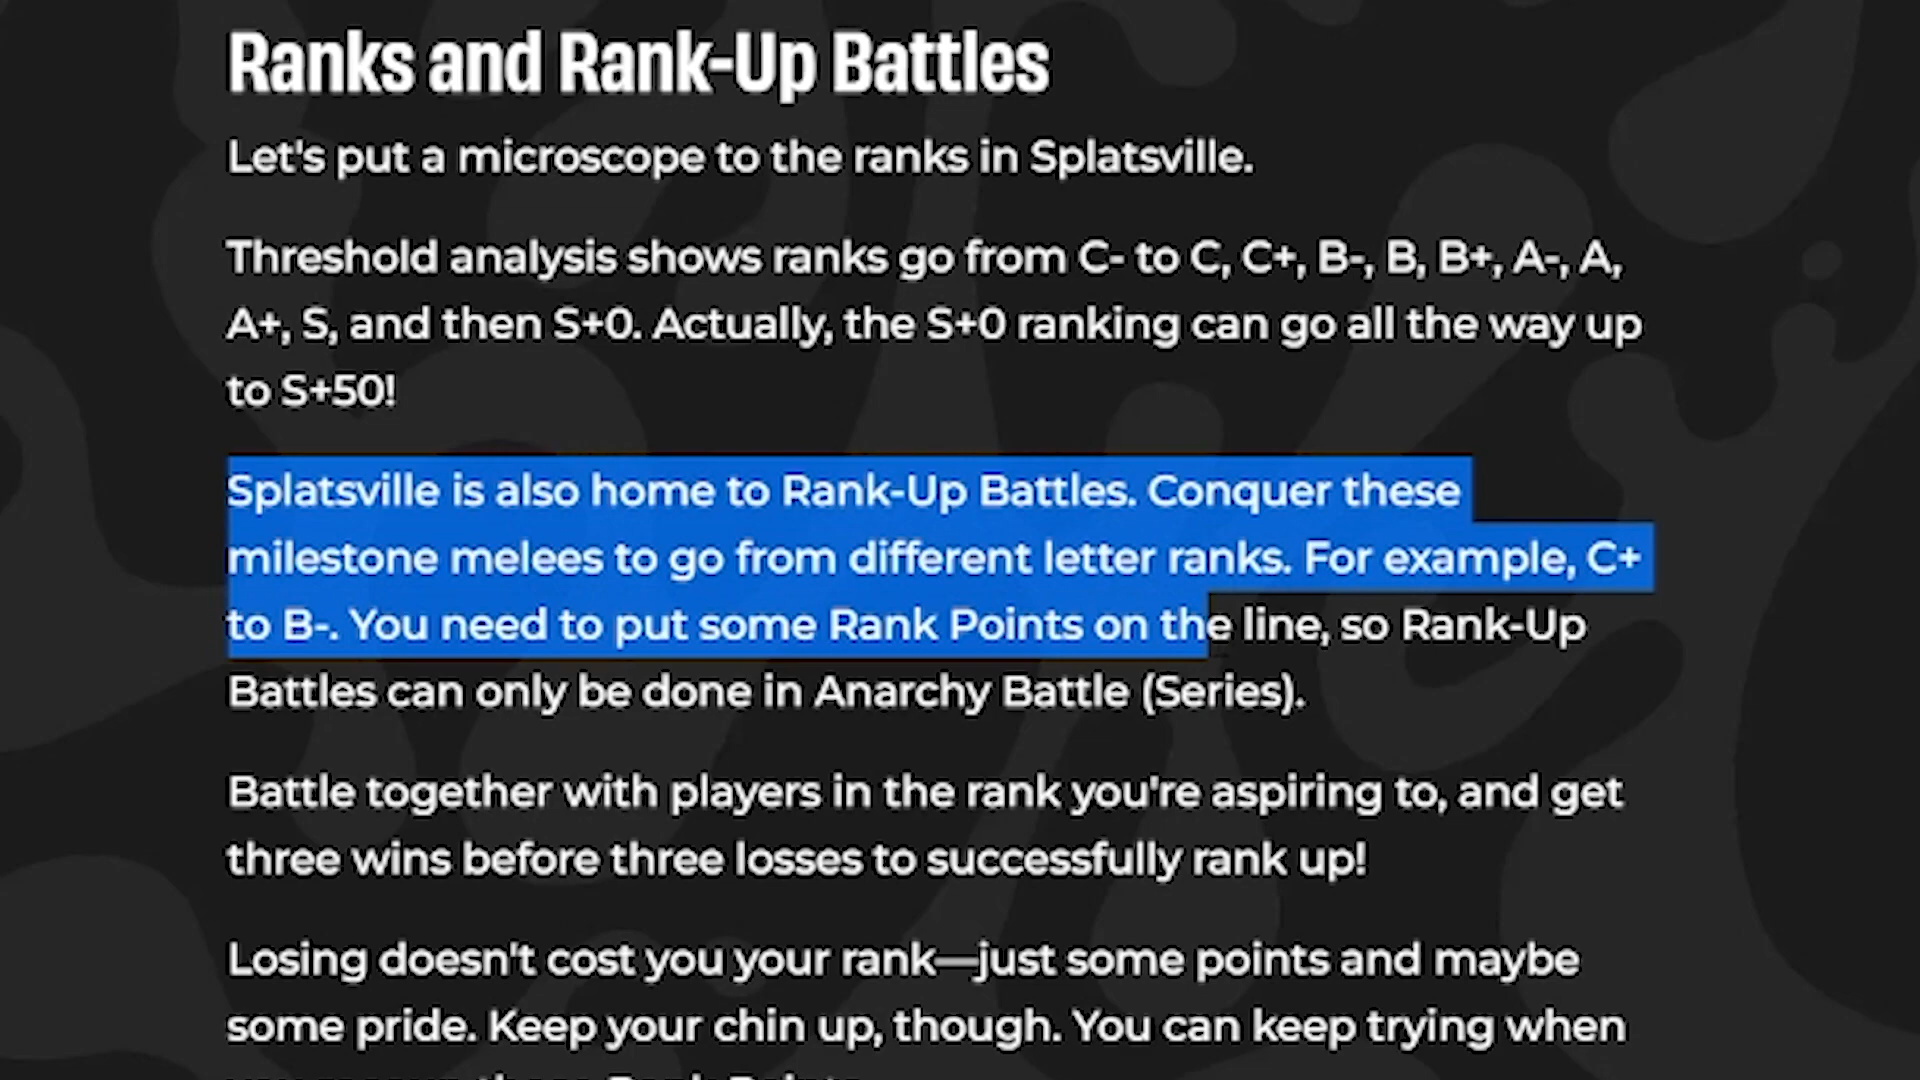 Ranks and Rank-Up Battles
Let's put a microscope to the ranks in Splatsville.
Threshold analysis shows ranks go from C- to C, C+, B-, B, B+, A-, A,
A+, S, and then S+0. Actually, the S+0 ranking can go all the way up
to S+50!
Splatsville is also home to Rank-Up Battles. Conquer these
milestone melees to go from different letter ranks. For example, C+
to B-. You need to put some Rank Points on the line, so Rank-Up
Battles can only be done in Anarchy Battle (Series).
Battle together with players in the rank you're aspiring to, and get
three wins before three losses to successfully rank up!
Losing doesn't cost you your rank—just some points and maybe
some pride. Keep your chin up, though. You can keep trying when